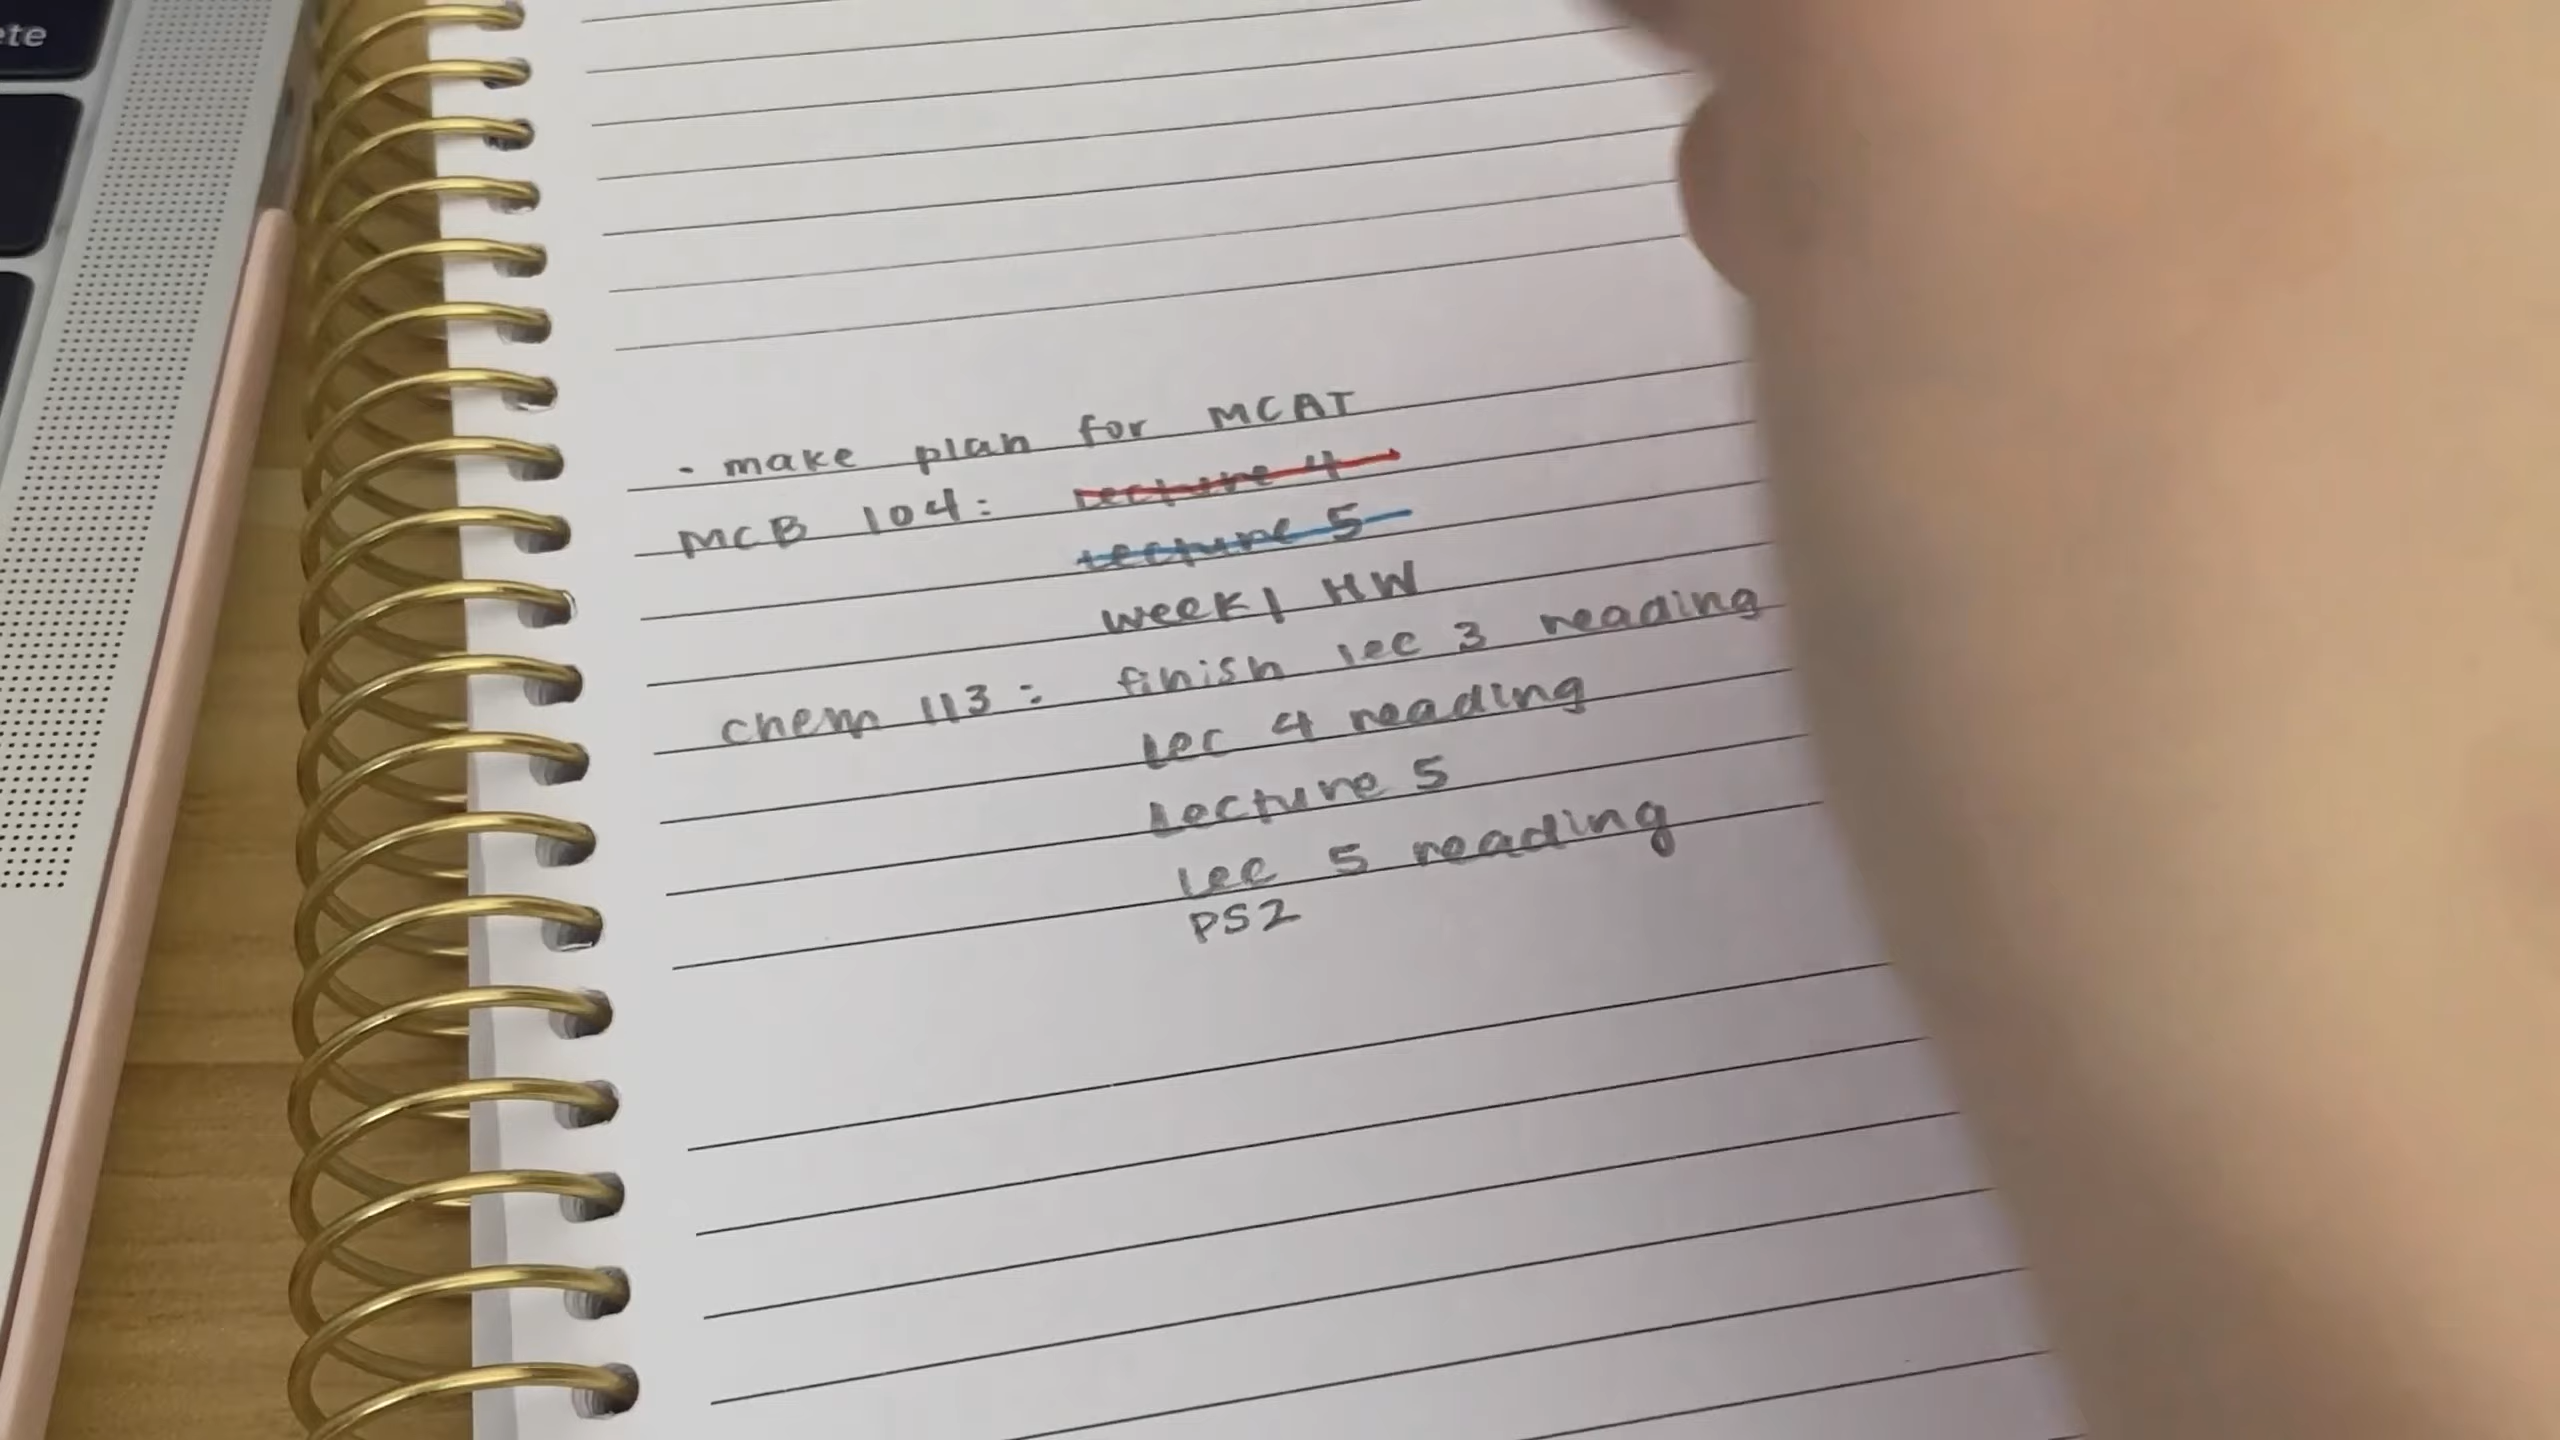 ete
· make plan for MCAT
MCB 104: Lecture 4
Lecture 5
week 1 HW
chem 113: finish lec 3 reading
Lec 4 reading
Lecture 5
lec 5 reading
PS2